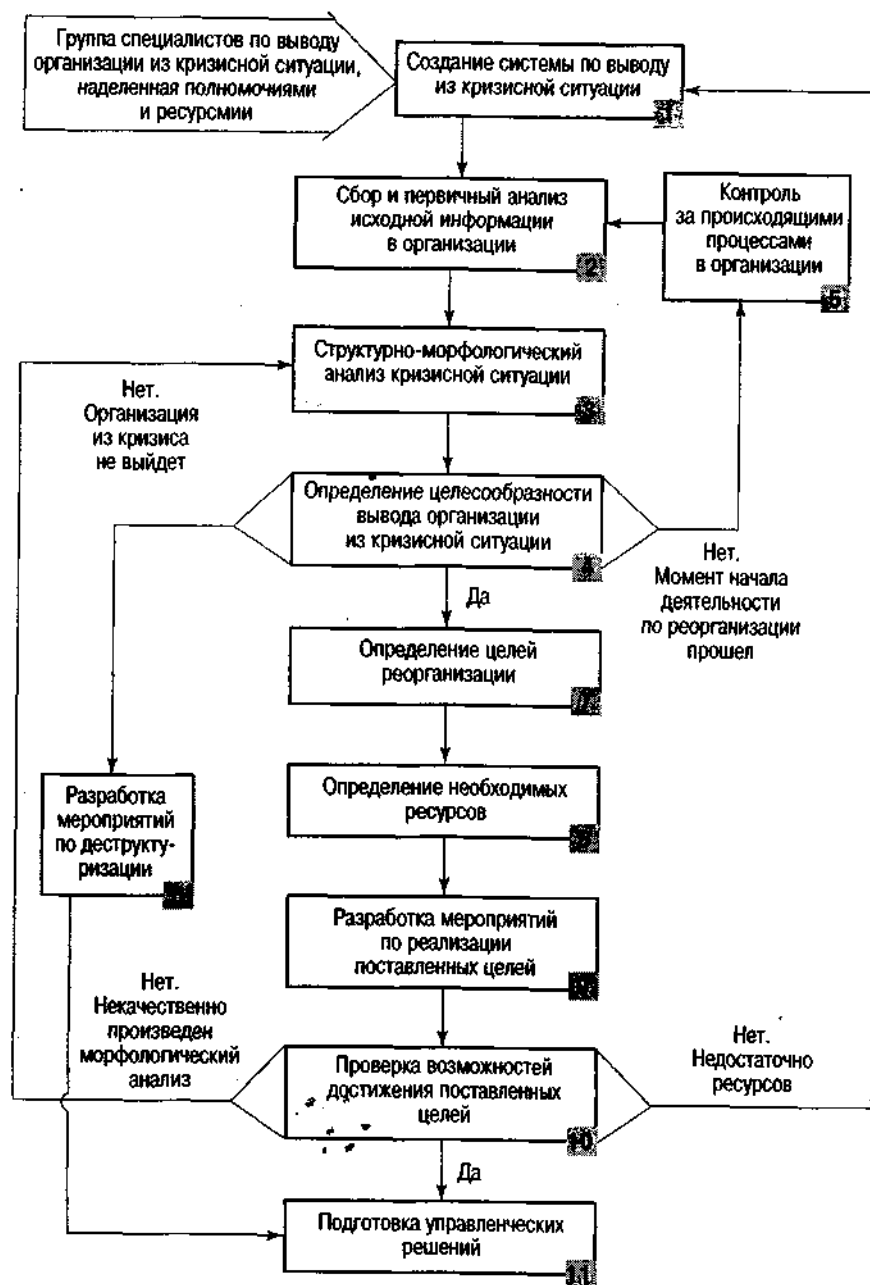 Группа специалистов по выводу
организации из кризисной ситуации,
наделенная полномочиями
и ресурсмии
Создание системы по выводу
из кризисной ситуации
1
Сбор и первичный анализ
исходной информации
в организации
2
Контроль
за происходящими
процессами
в организации
5
Структурно-морфологический
анализ кризисной ситуации
3
Нет.
Организация
из кризиса
не выйдет
Определение целесообразности
вывода организации
из кризисной ситуации
4
Нет.
Момент начала
деятельности
по реорганизации
прошел
Да
Определение целей
реорганизации
7
Определение необходимых
ресурсов
Разработка
мероприятий
по деструкту-
ризации
Разработка мероприятий
по реализации
поставленных целей
Нет.
Некачественно
произведен
морфологический
анализ
Проверка возможностей
достижения поставленных
целей
10
Нет.
Недостаточно
ресурсов
Да
Подготовка управленческих
решений
11